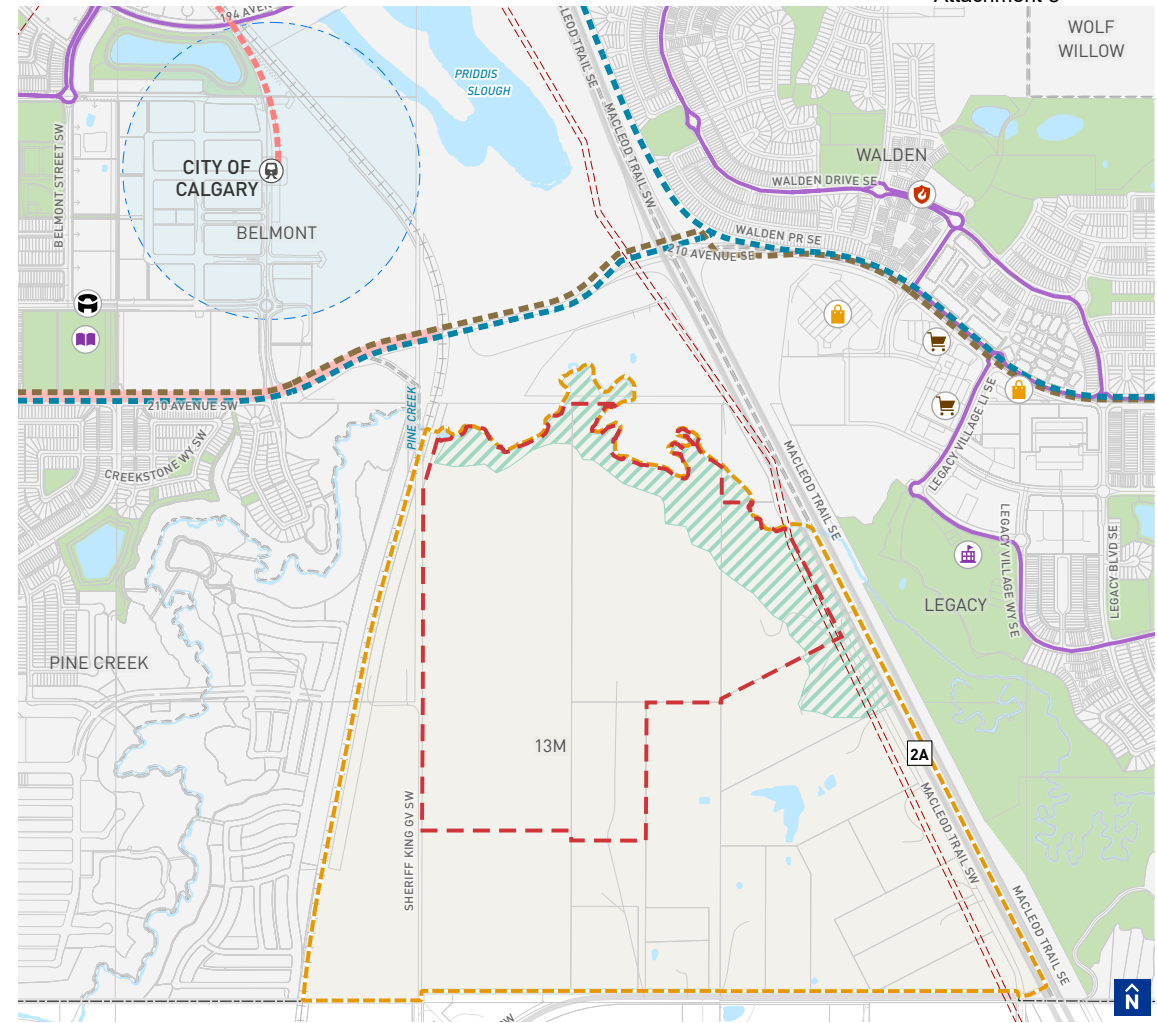 WOLF
WILLOW
194 AVEN
MACLEOD TRAIL SE
PRIDDIS
SLOUGH
MACLEOD TRAIL SW
BELMONT STREET SW
CITY OF
CALGARY
BELMONT
WALDEN
WALDEN DRIVE SE
WALDEN PR SE
210 AVENUE SE
210 AVENUE SW
PINE CREEK
CREEKSTONE WY SW
LEGACY VILLAGE LI SE
MACLEOD TRAIL SE
LEGACY VILLAGE WY SE
LEGACY BLVD SE
LEGACY
PINE CREEK
13M
2A
SHERIFF KING GV SW
MACLEOD TRAIL SW
MACLEOD TRAIL SE
N